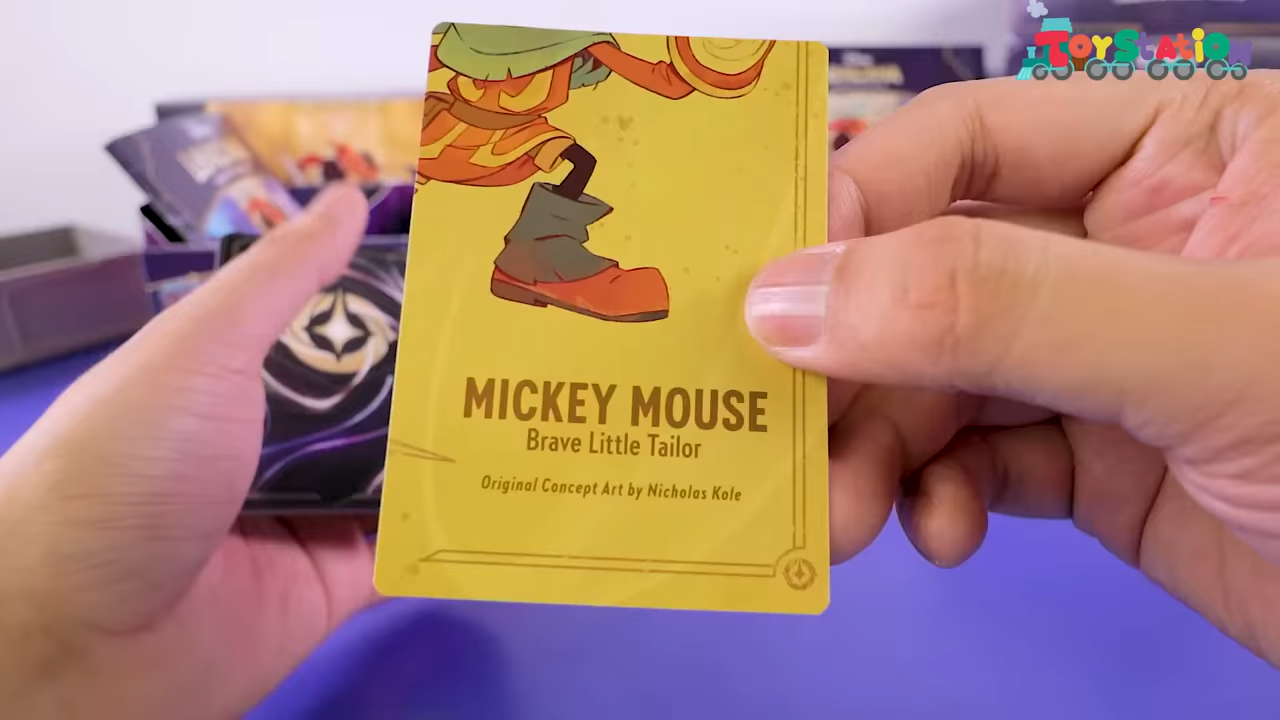 ToyStation
MICKEY MOUSE
Brave Little Tailor
Original Concept Art by Nicholas Kole